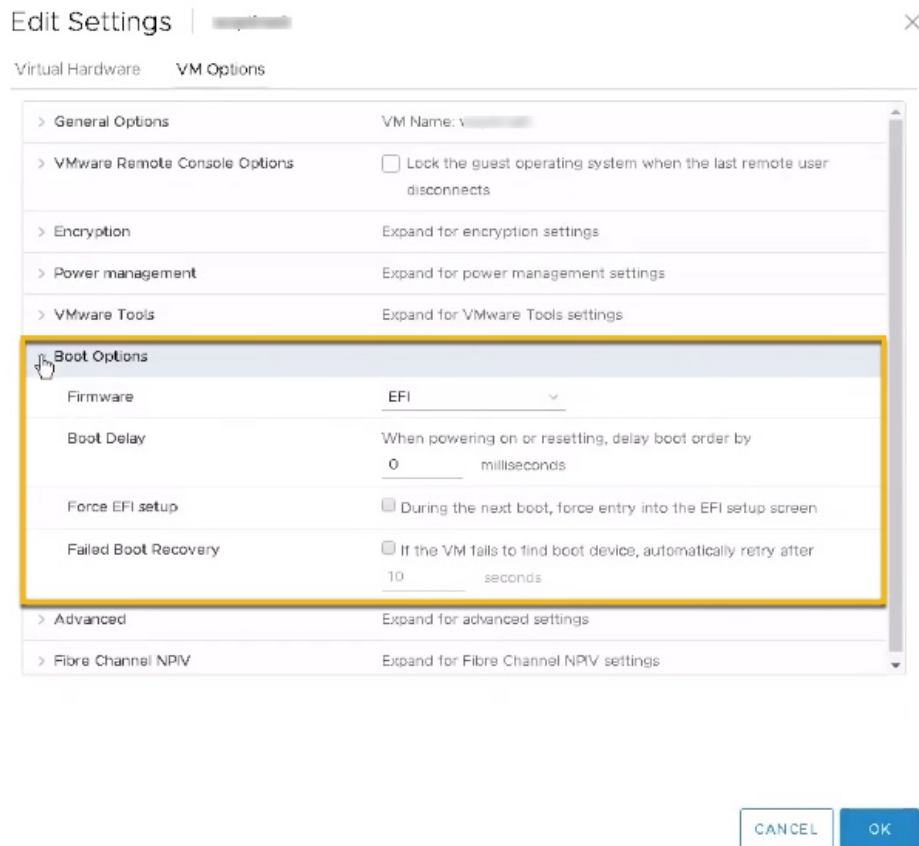 Edit Settings
Virtual Hardware VM Options
General Options VM Name:
VMware Remote Console Options Lock the guest operating system when the last remote user
disconnects
Encryption Expand for encryption settings
Power management Expand for power management settings
VMware Tools Expand for VMware Tools settings
Boot Options
Firmware EFI
Boot Delay When powering on or resetting, delay boot order by
0 milliseconds
Force EFI setup During the next boot, force entry into the EFI setup screen
Failed Boot Recovery If the VM fails to find boot device, automatically retry after
10 seconds
Advanced Expand for advanced settings
Fibre Channel NPIV Expand for Fibre Channel NPIV settings
CANCEL OK